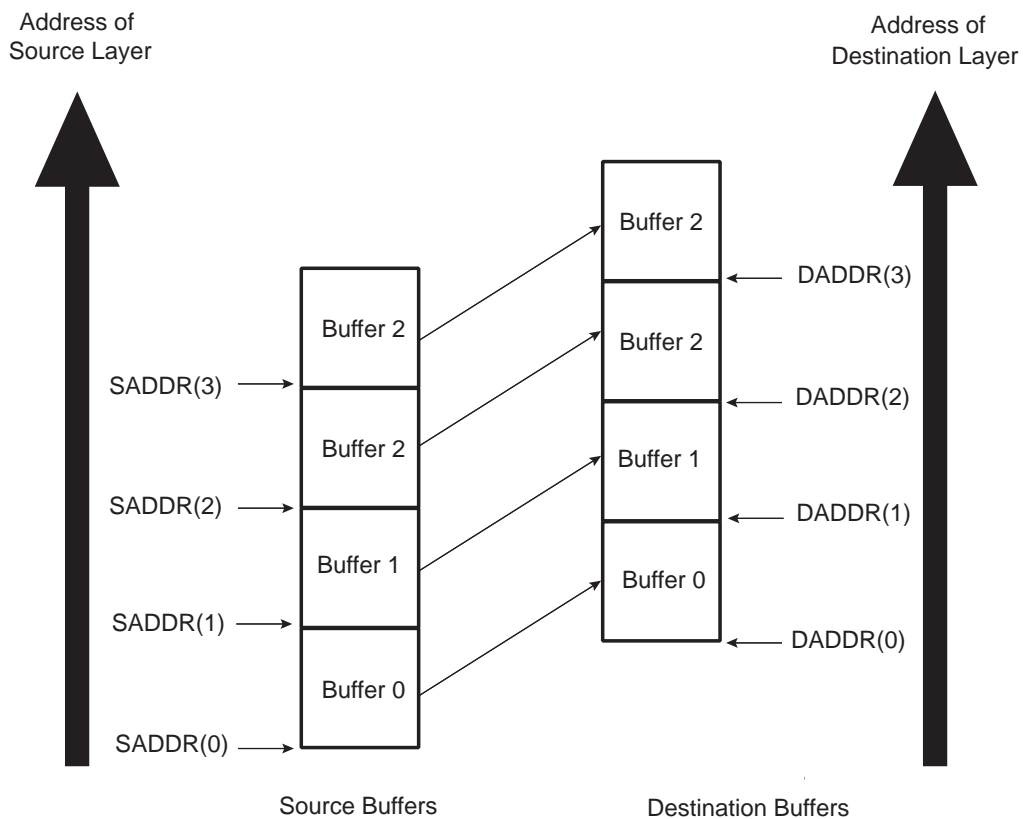 Address of
Source Layer
Address of
Destination Layer
Buffer 2
DADDR(3)
Buffer 2
Buffer 2
SADDR(3)
DADDR(2)
Buffer 2
Buffer 1
SADDR(2)
DADDR(1)
Buffer 1
Buffer 0
SADDR(1)
DADDR(0)
Buffer 0
SADDR(0)
Source Buffers
Destination Buffers